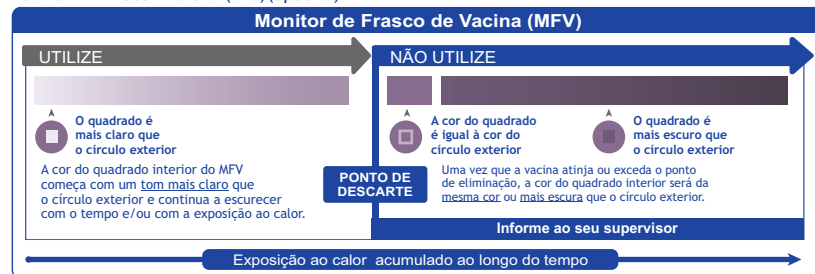 Monitor de Frasco de Vacina (MFV)
UTILIZE
O quadrado é
mais claro que
o círculo exterior
A cor do quadrado interior do MFV
começa com um tom mais claro que
o círculo exterior e continua a escurecer
com o tempo e/ou com a exposição ao calor.
PONTO DE
DESCARTE
NÃO UTILIZE
A cor do quadrado
é igual à cor do
círculo exterior
O quadrado é
mais escuro que
o círculo exterior
Uma vez que a vacina atinja ou exceda o ponto
de eliminação, a cor do quadrado interior será da
mesma cor ou mais escura que o círculo exterior.
Informe ao seu supervisor
Exposição ao calor acumulado ao longo do tempo